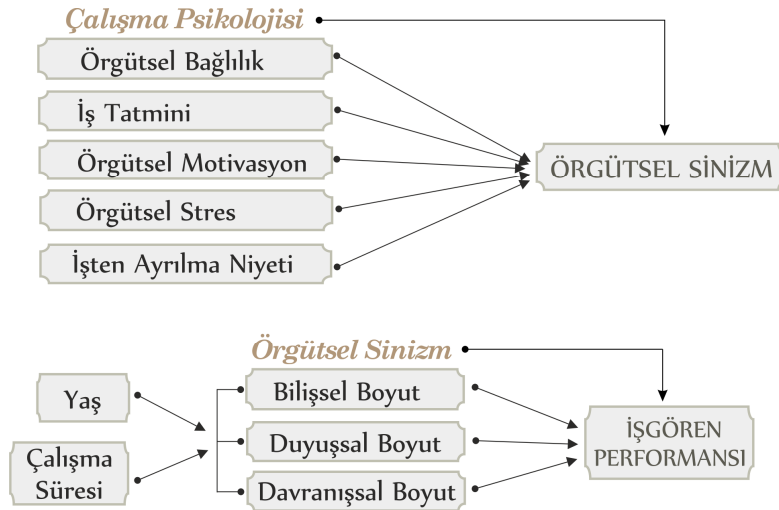 Çalışma Psikolojisi
Örgütsel Bağlılık
İş Tatmini
Örgütsel Motivasyon
Örgütsel Stres
İşten Ayrılma Niyeti
ÖRGÜTSEL SİNİZM
Örgütsel Sinizm
Yaş
Çalışma
Süresi
Bilişsel Boyut
Duyuşsal Boyut
Davranışsal Boyut
İŞGÖREN
PERFORMANSI